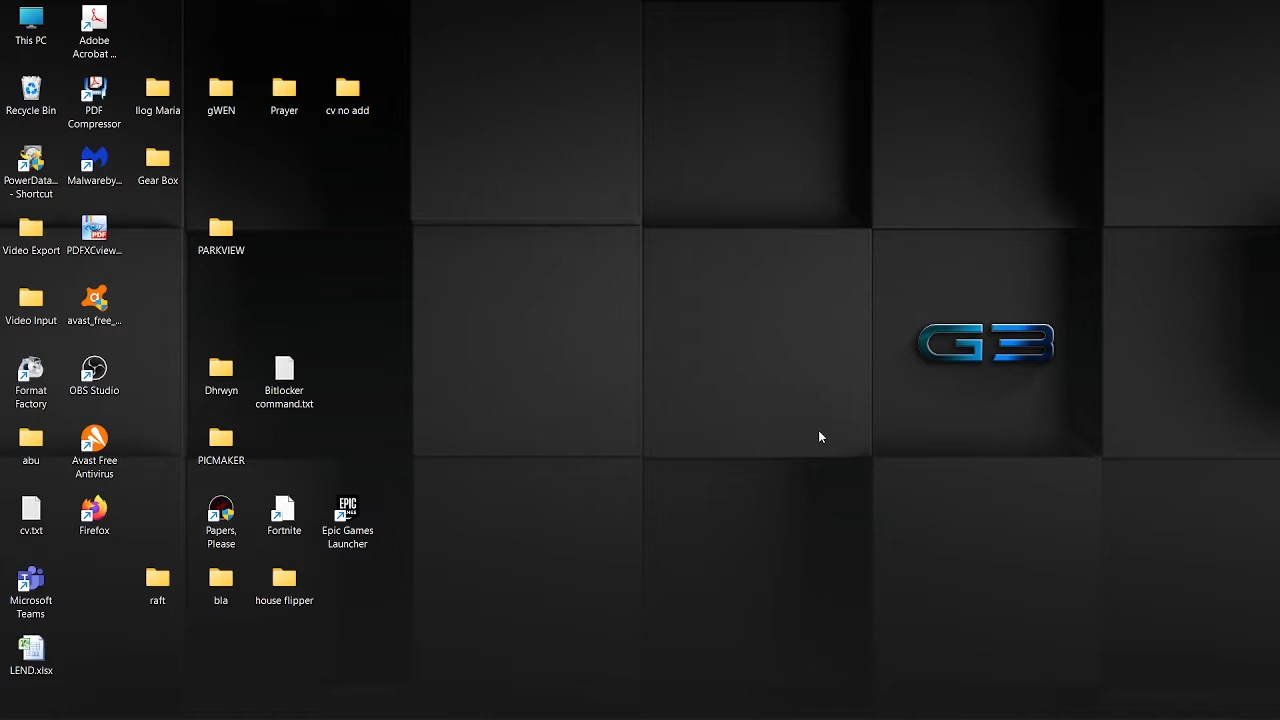 This PC
Adobe
Acrobat ...
Recycle Bin
PDF
Compressor
llog Maria
gWEN
Prayer
cv no add
PowerData...
- Shortcut
Malwareby...
Gear Box
Video Export
PDFXCview...
PARKVIEW
Video Input
avast_free_...
Format
Factory
OBS Studio
Dhrwyn
Bitlocker
command.txt
abu
Avast Free
Antivirus
PICMAKER
cv.txt
Firefox
Papers,
Please
Fortnite
Epic Games
Launcher
Microsoft
Teams
raft
bla
house flipper
LEND.xlsx
G3